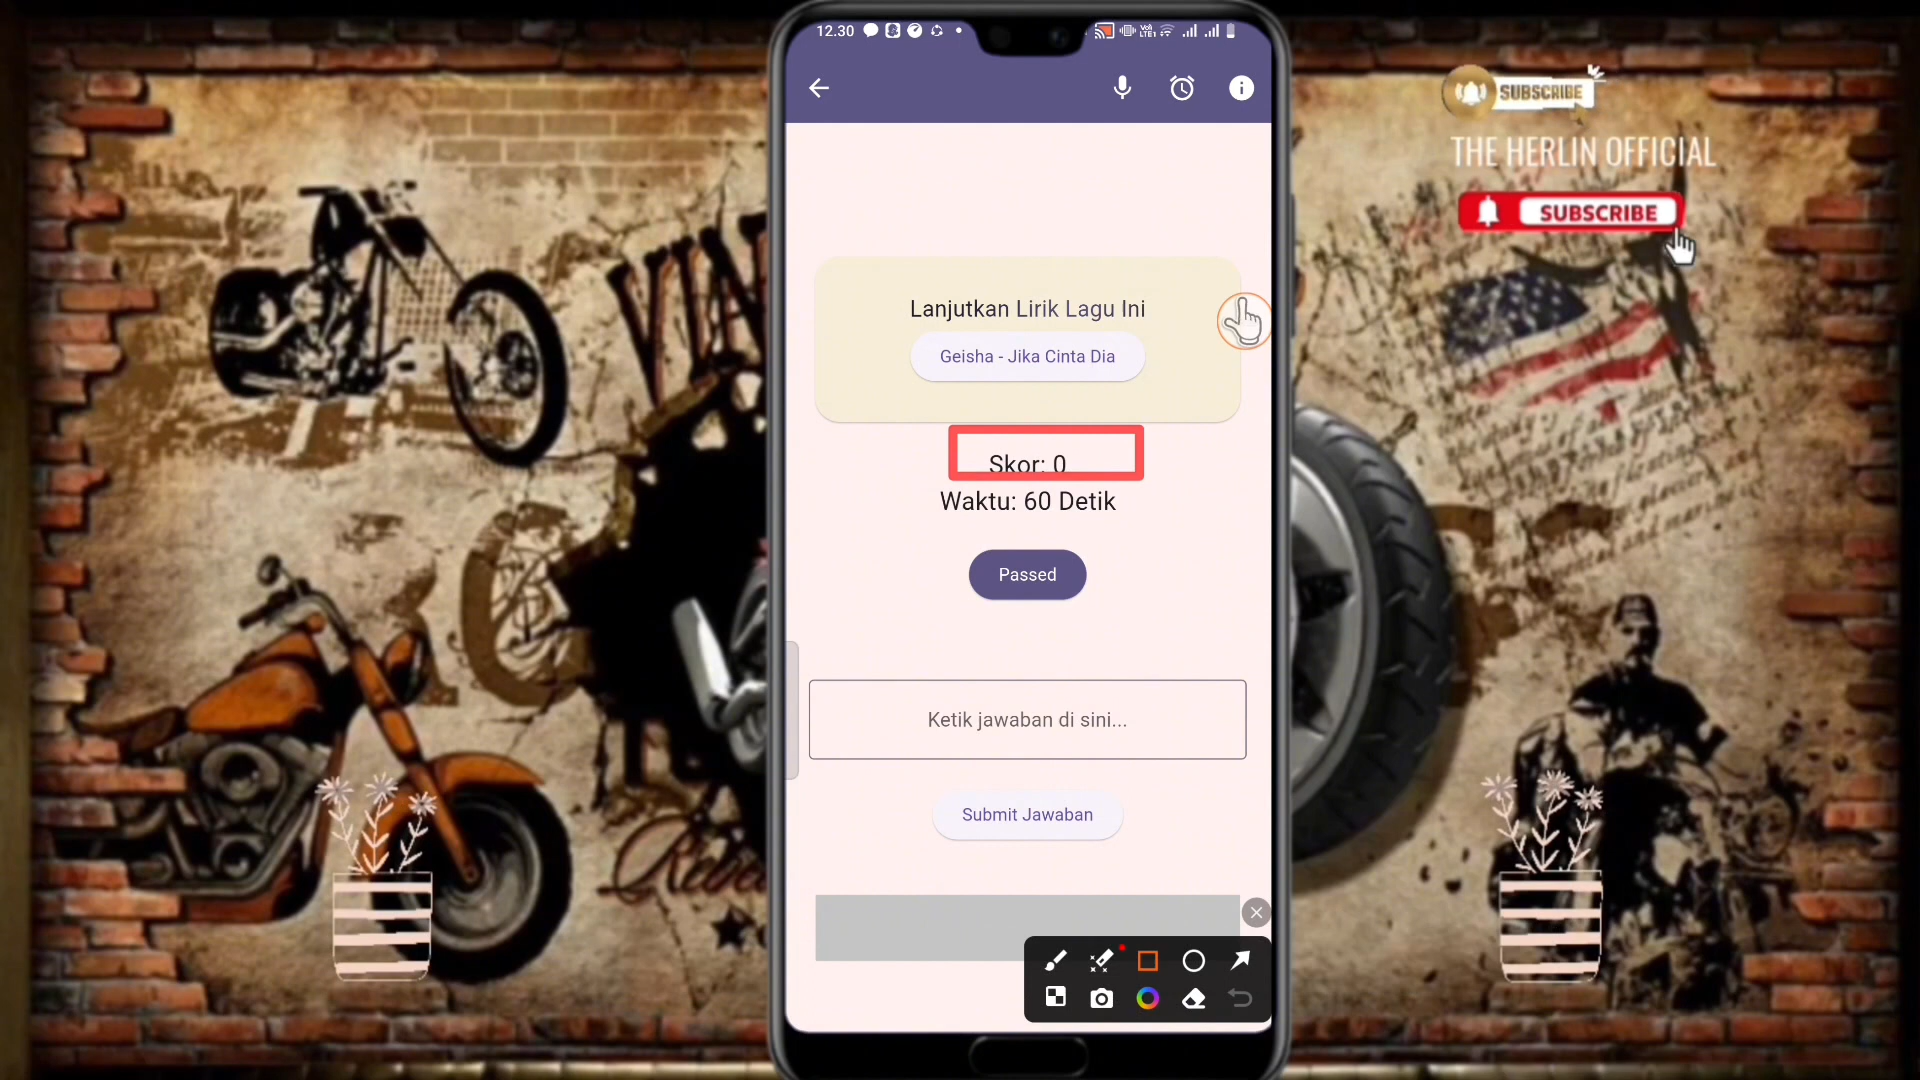 12.30
SUBSCRIBE
THE HERLIN OFFICIAL
SUBSCRIBE
Lanjutkan Lirik Lagu Ini
Geisha - Jika Cinta Dia
Skor: 0
Waktu: 60 Detik
Passed
Ketik jawaban di sini...
Submit Jawaban